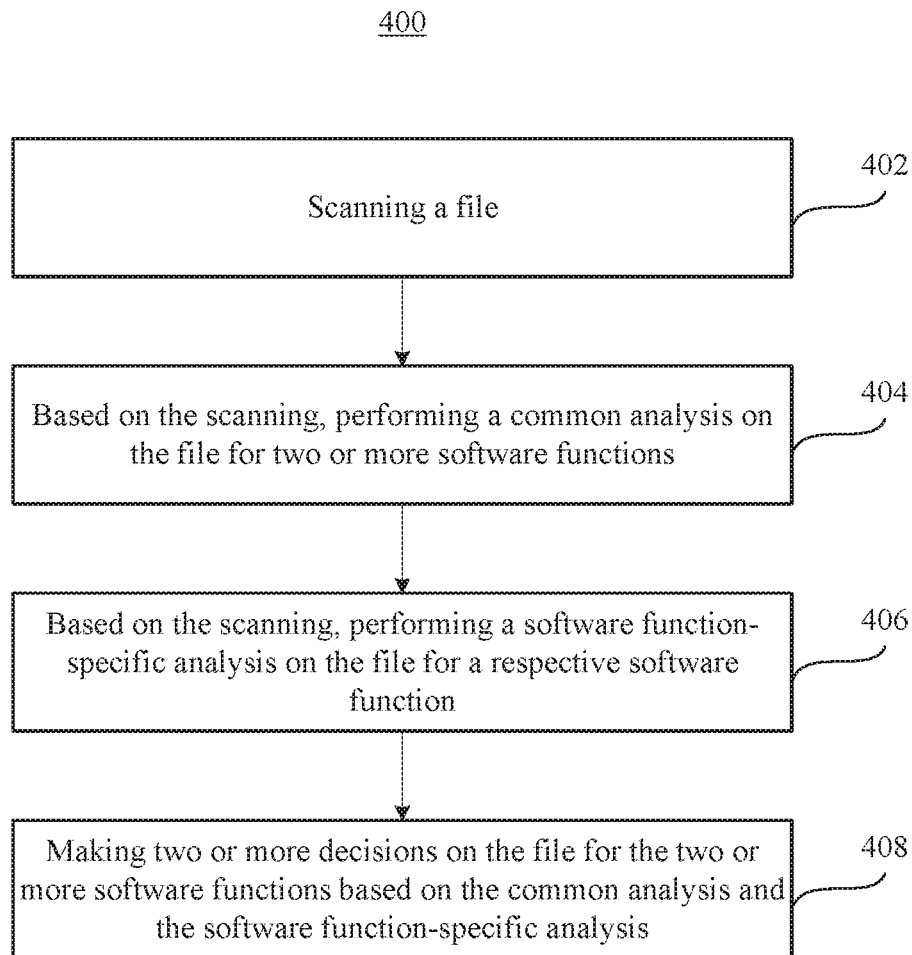 400
Scanning a file
402
Based on the scanning, performing a common analysis on
the file for two or more software functions
404
Based on the scanning, performing a software function-
specific analysis on the file for a respective software
function
406
Making two or more decisions on the file for the two or
more software functions based on the common analysis and
the software function-specific analysis
408